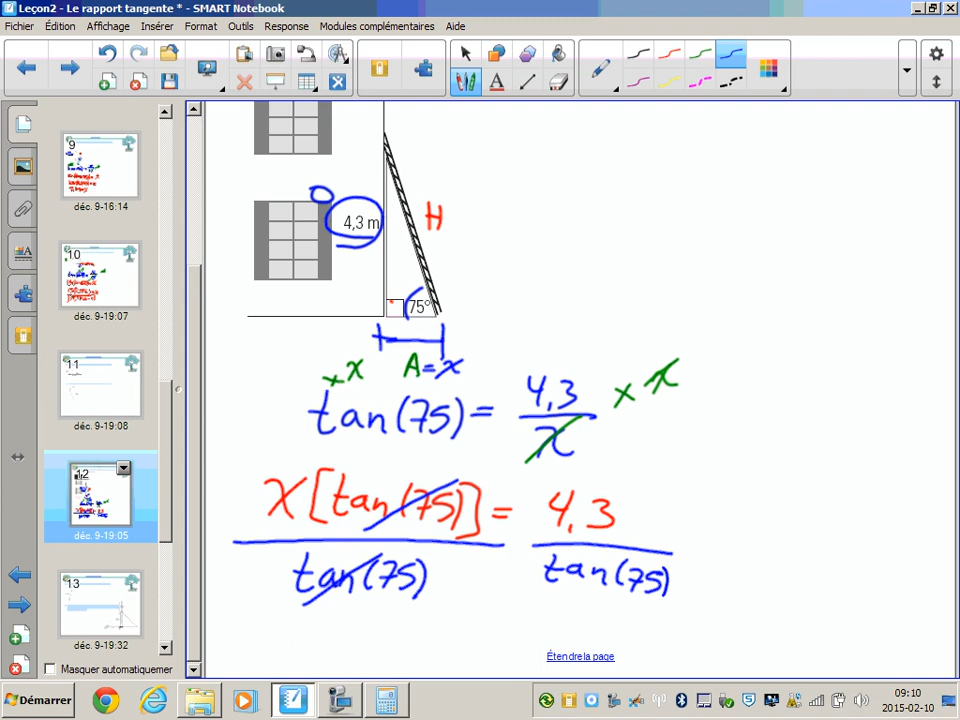 Leçon2 - Le rapport tangente * - SMART Notebook
Fichier Édition Affichage Insérer Format Outils Response Modules complémentaires Aide
9
déc. 9-16:14
10
déc. 9-19:07
11
déc. 9-19:08
12
déc. 9-19:05
13
déc. 9-19:32
Masquer automatiquemer
O
4,3 m
H
75°
A=x
× x
tan(75) = 4,3/x × x
x[tan(75)] = 4,3
tan(75) tan(75)
Étendre la page
Démarrer
09:10
2015-02-10